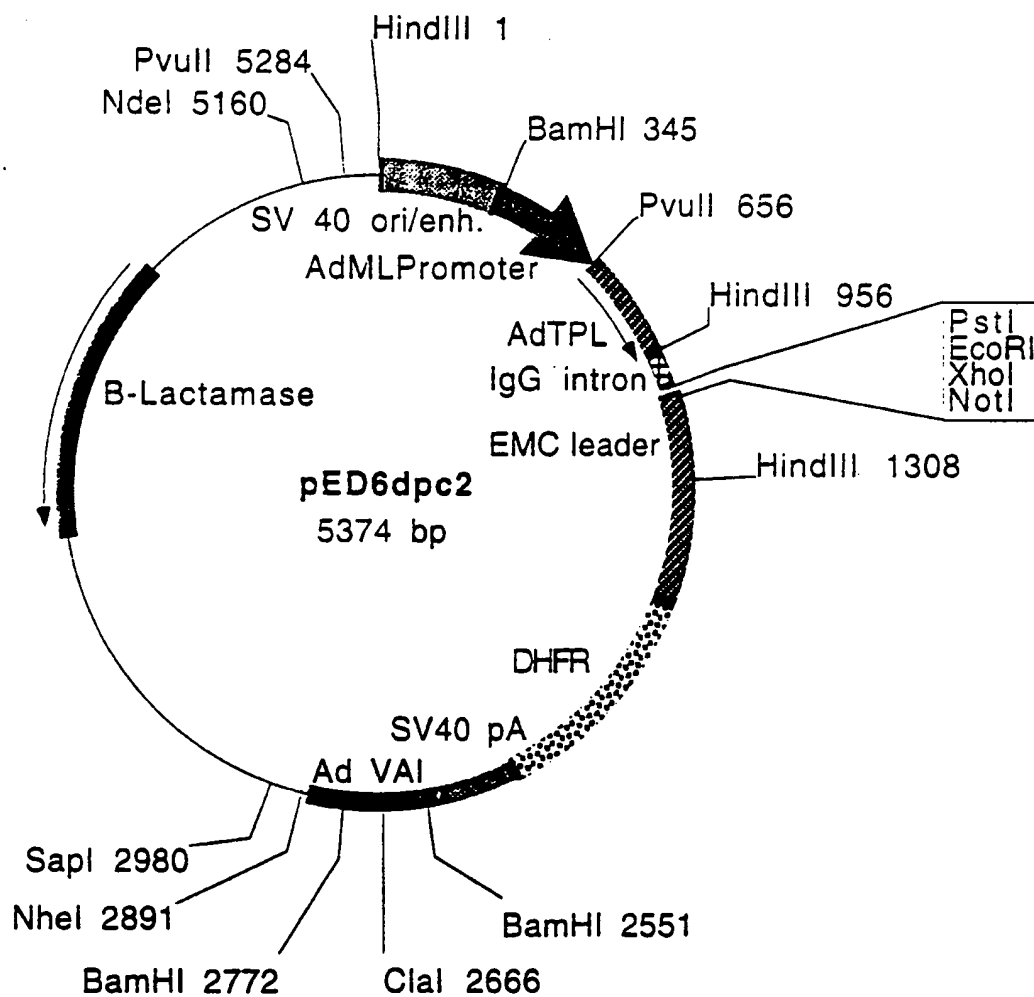 HindIII 1
PvuII 5284
NdeI 5160
BamHI 345
PvuII 656
SV 40 ori/enh.
AdMLPromoter
HindIII 956
PstI
EcoRI
XhoI
NotI
AdTPL
IgG intron
B-Lactamase
EMC leader
HindIII 1308
pED6dpc2
5374 bp
DHFR
SV40 pA
Ad VAI
SapI 2980
NheI 2891
BamHI 2551
BamHI 2772
ClaI 2666